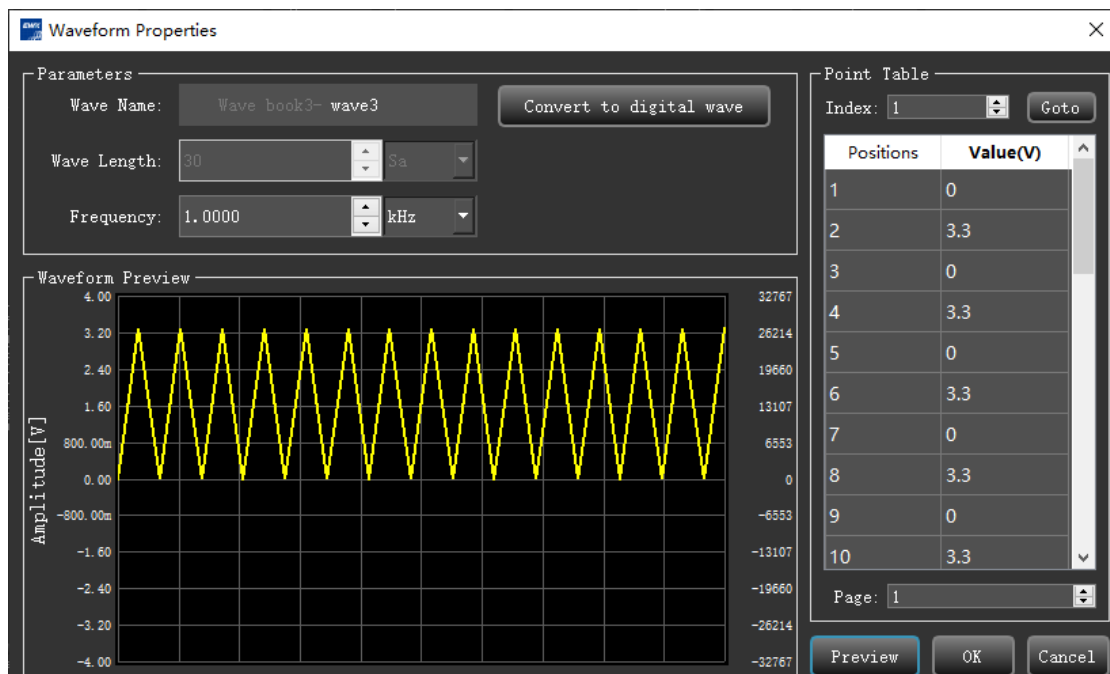 Waveform Properties
Parameters
Wave Name: Wave book3- wave3
Convert to digital wave
Wave Length: 30 Sa
Frequency: 1.0000 kHz
Waveform Preview
Amplitude[V]
4.00 32767
3.20 26214
2.40 19660
1.60 13107
800.00m 6553
0.00 0
-800.00m -6553
-1.60 -13107
-2.40 -19660
-3.20 -26214
-4.00 -32767
Point Table
Index: 1 Goto
Positions Value(V)
1 0
2 3.3
3 0
4 3.3
5 0
6 3.3
7 0
8 3.3
9 0
10 3.3
Page: 1
Preview OK Cancel